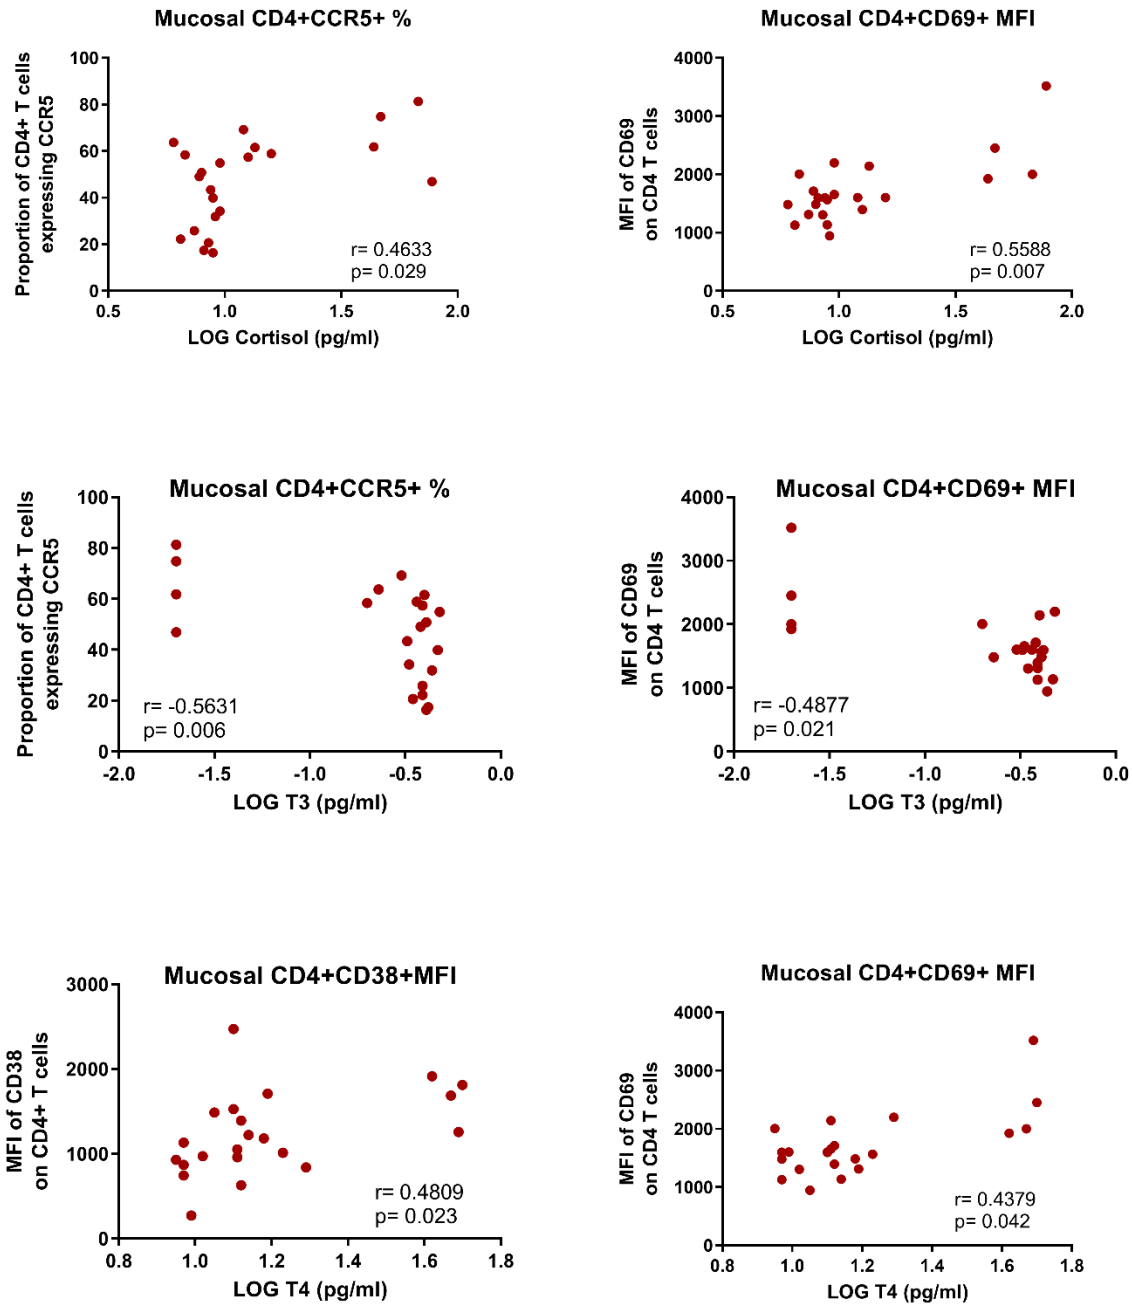 Mucosal CD4+CCR5+ %
Proportion of CD4+ T cells
expressing CCR5
100
80
60
40
20
0
r= 0.4633
p= 0.029
0.5
1.0
1.5
2.0
LOG Cortisol (pg/ml)
Mucosal CD4+CD69+ MFI
MFI of CD69
on CD4 T cells
4000
3000
2000
1000
0
r= 0.5588
p= 0.007
0.5
1.0
1.5
2.0
LOG Cortisol (pg/ml)
Mucosal CD4+CCR5+ %
Proportion of CD4+ T cells
expressing CCR5
100
80
60
40
20
0
r= -0.5631
p= 0.006
-2.0
-1.5
-1.0
-0.5
0.0
LOG T3 (pg/ml)
Mucosal CD4+CD69+ MFI
MFI of CD69
on CD4 T cells
4000
3000
2000
1000
0
r= -0.4877
p= 0.021
-2.0
-1.5
-1.0
-0.5
0.0
LOG T3 (pg/ml)
Mucosal CD4+CD38+MFI
MFI of CD38
on CD4+ T cells
3000
2000
1000
0
r= 0.4809
p= 0.023
0.8
1.0
1.2
1.4
1.6
1.8
LOG T4 (pg/ml)
Mucosal CD4+CD69+ MFI
MFI of CD69
on CD4 T cells
4000
3000
2000
1000
0
r= 0.4379
p= 0.042
0.8
1.0
1.2
1.4
1.6
1.8
LOG T4 (pg/ml)